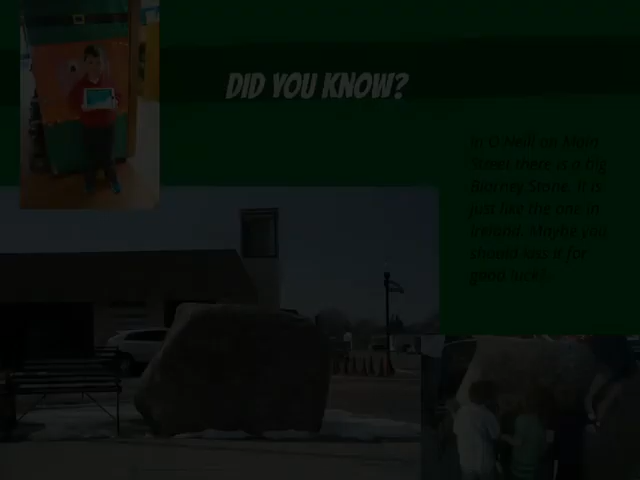 DID YOU KNOW?
In O'Neill on Main
Street there is a big
Blarney Stone. It is
just like the one in
Ireland. Maybe you
should kiss it for
good luck!